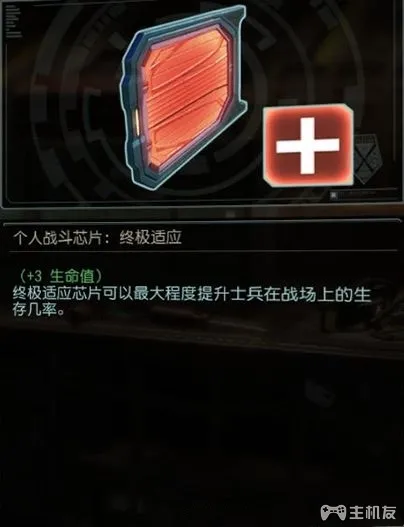 个人战斗芯片：终极适应
（+3 生命值）
终极适应芯片可以最大程度提升士兵在战场上的生
存几率。
主机友